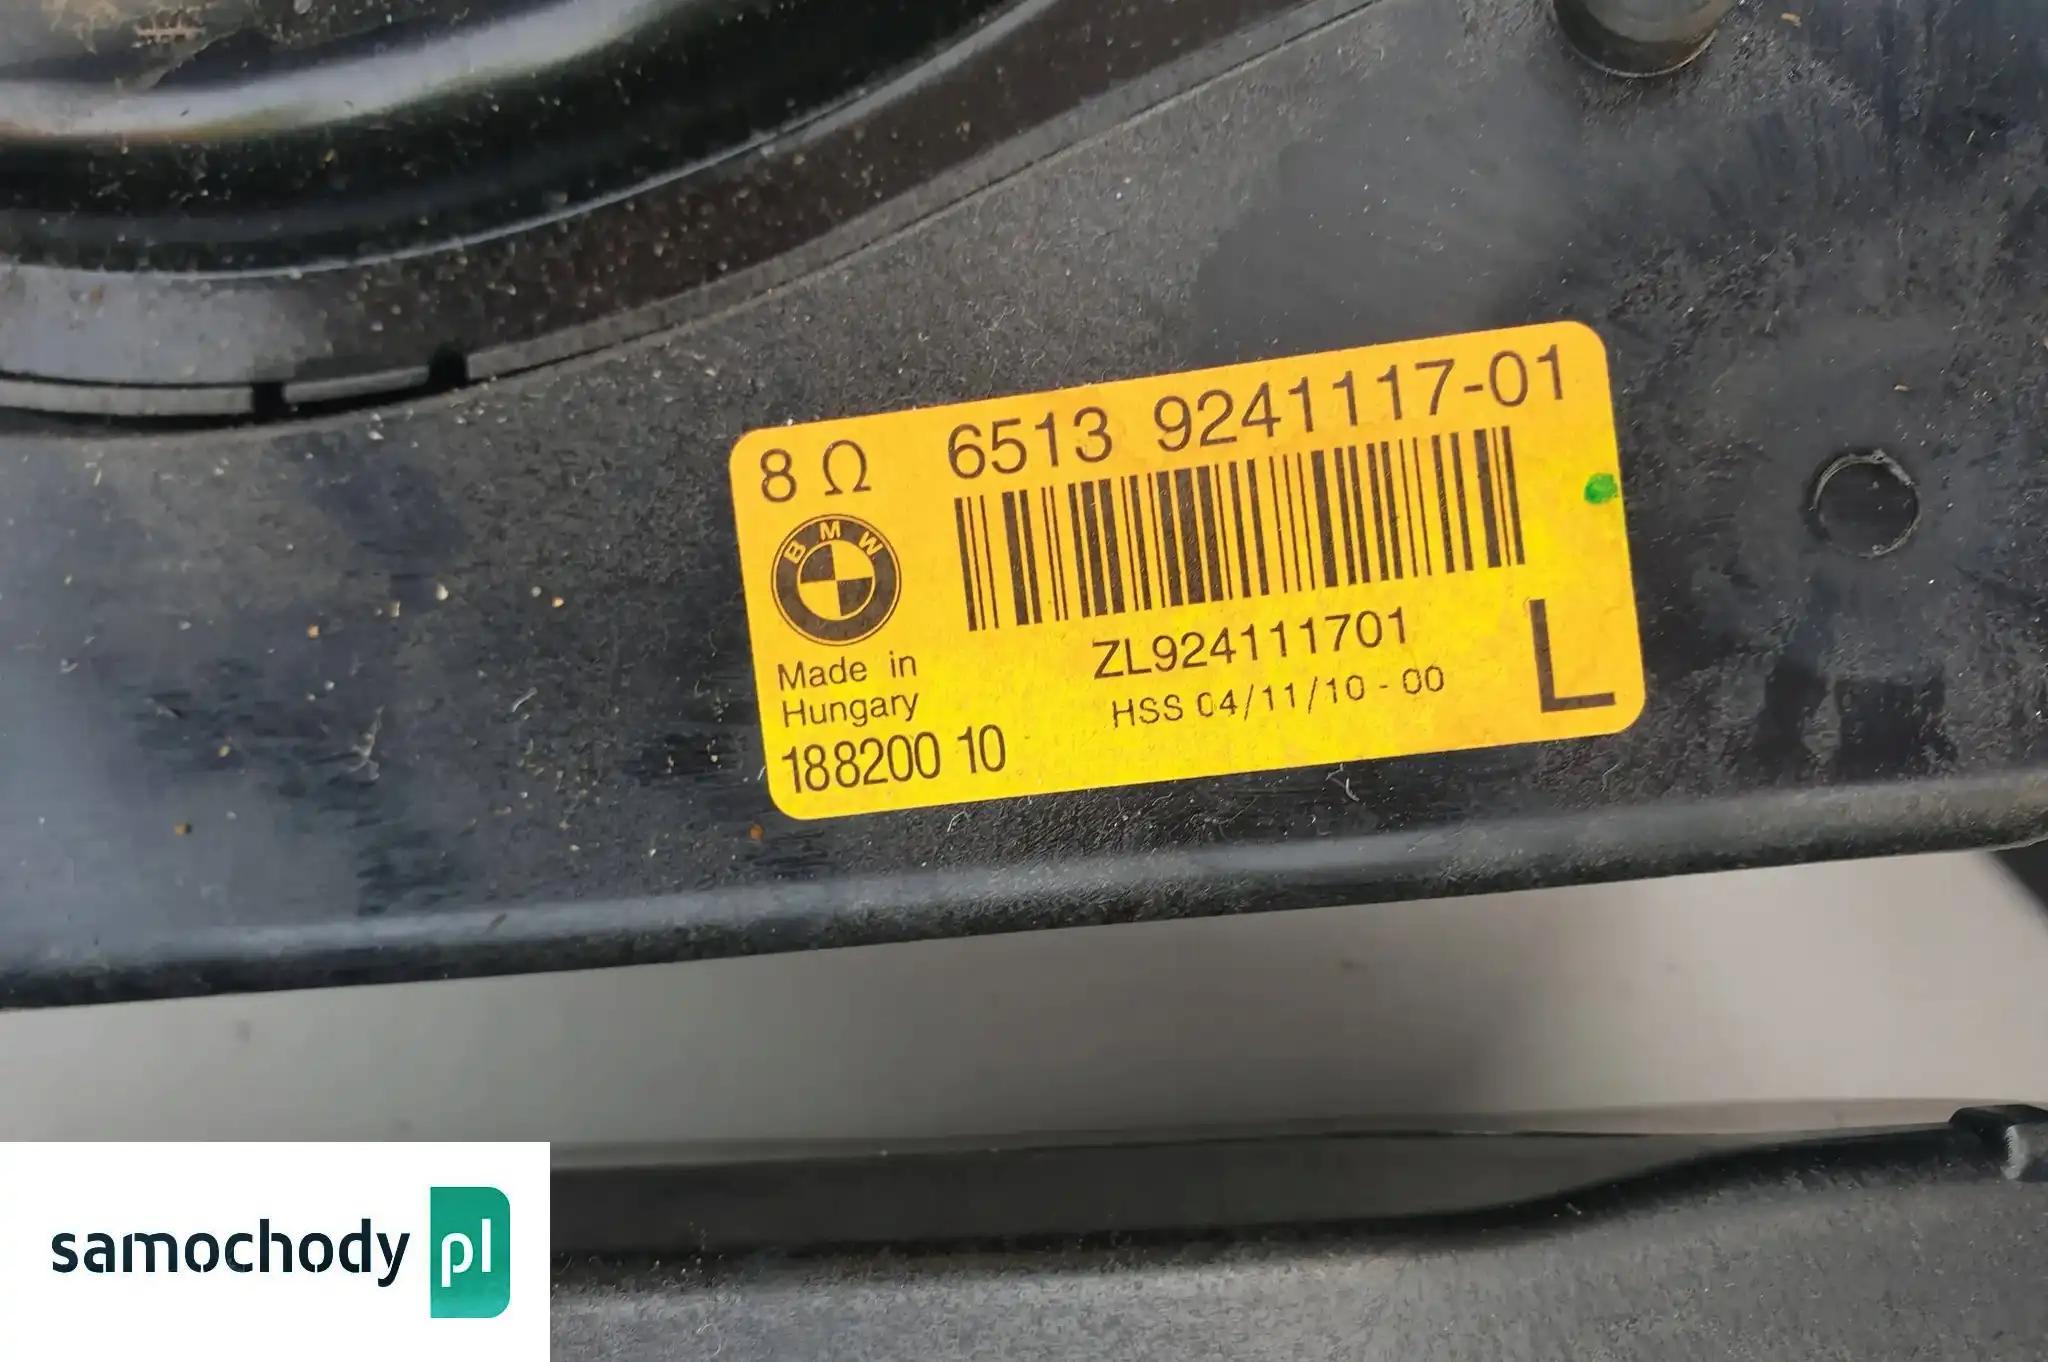 8 Ω 6513 9241117-01
BMW
ZL924111701
Made in
Hungary
HSS 04/11/10 - 00
L
188200 10
samochody pl